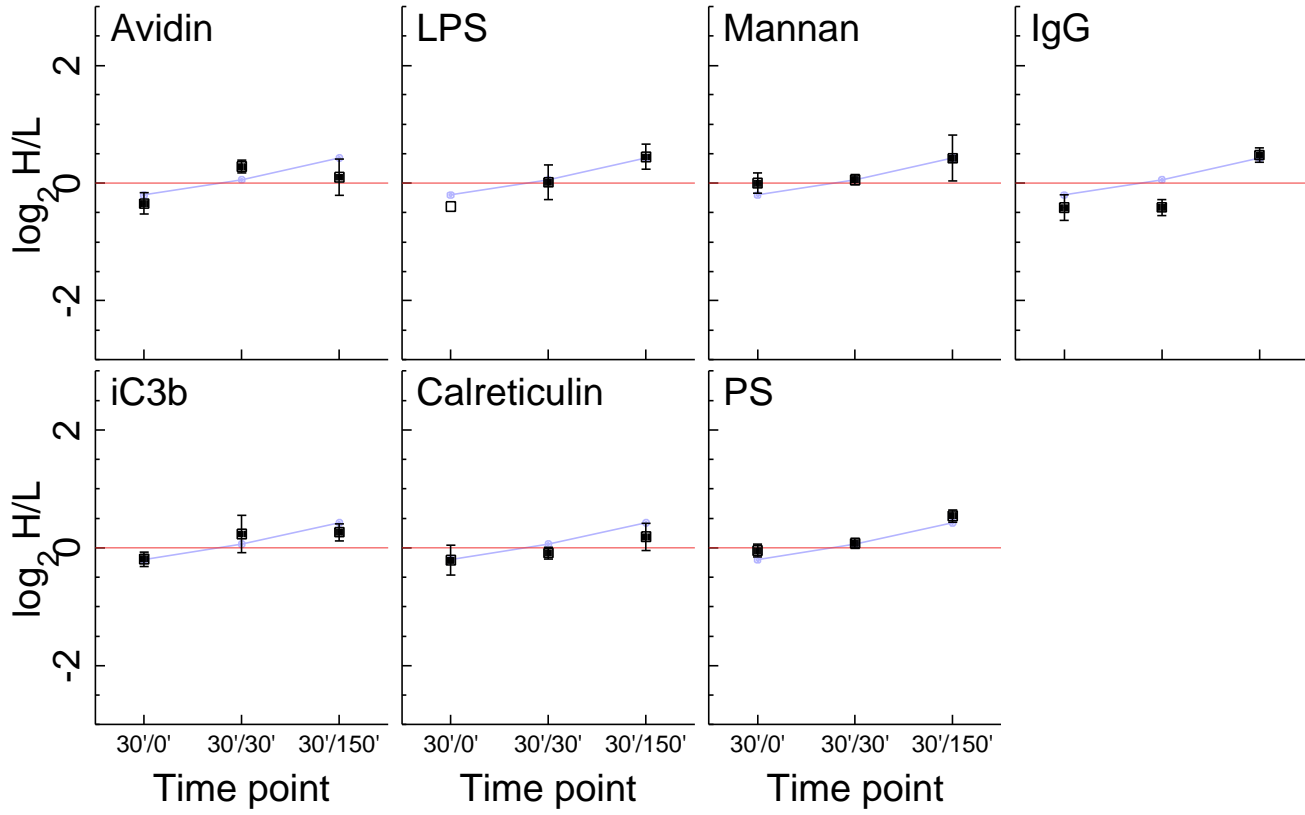 Avidin
LPS
Mannan
IgG
log2 H/L
2
0
-2
iC3b
Calreticulin
PS
log2 H/L
2
0
-2
30'/0' 30'/30' 30'/150'
30'/0' 30'/30' 30'/150'
30'/0' 30'/30' 30'/150'
Time point
Time point
Time point